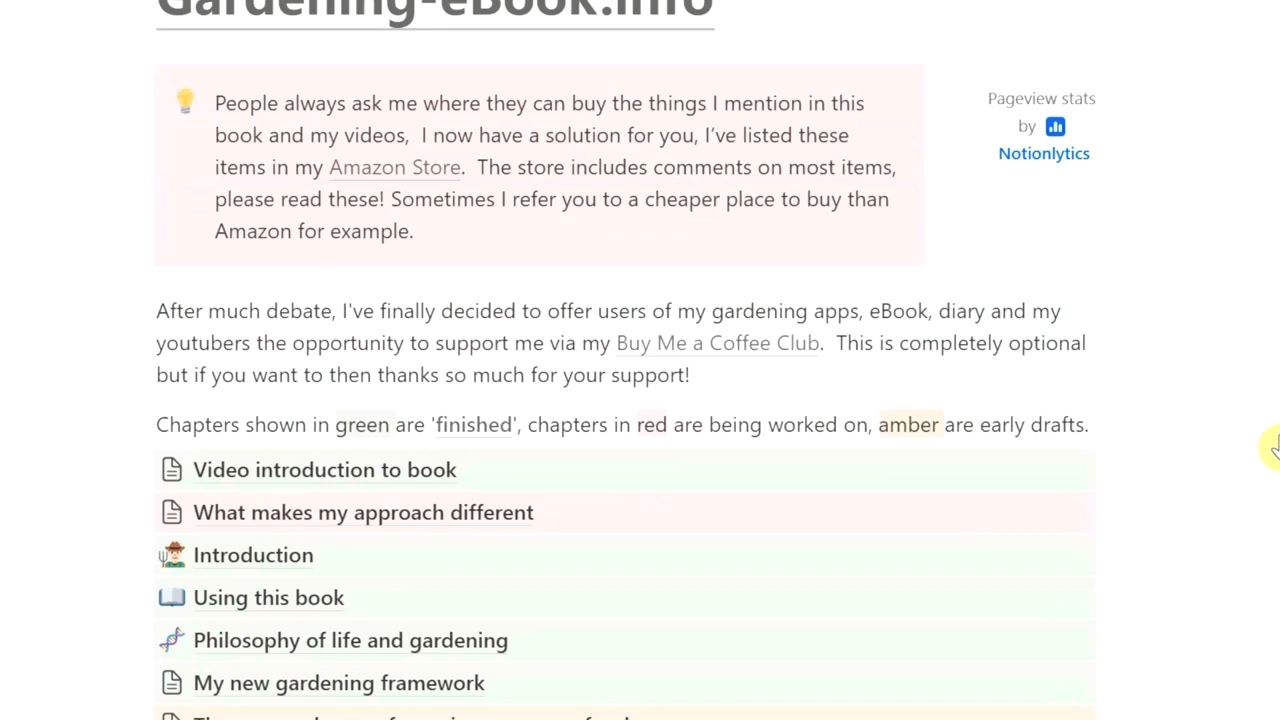 Gardening-eBook.info
People always ask me where they can buy the things I mention in this
book and my videos,  I now have a solution for you, I've listed these
items in my Amazon Store.  The store includes comments on most items,
please read these! Sometimes I refer you to a cheaper place to buy than
Amazon for example.
Pageview stats
by
Notionlytics
After much debate, I've finally decided to offer users of my gardening apps, eBook, diary and my
youtubers the opportunity to support me via my Buy Me a Coffee Club.  This is completely optional
but if you want to then thanks so much for your support!
Chapters shown in green are 'finished', chapters in red are being worked on, amber are early drafts.
Video introduction to book
What makes my approach different
Introduction
Using this book
Philosophy of life and gardening
My new gardening framework